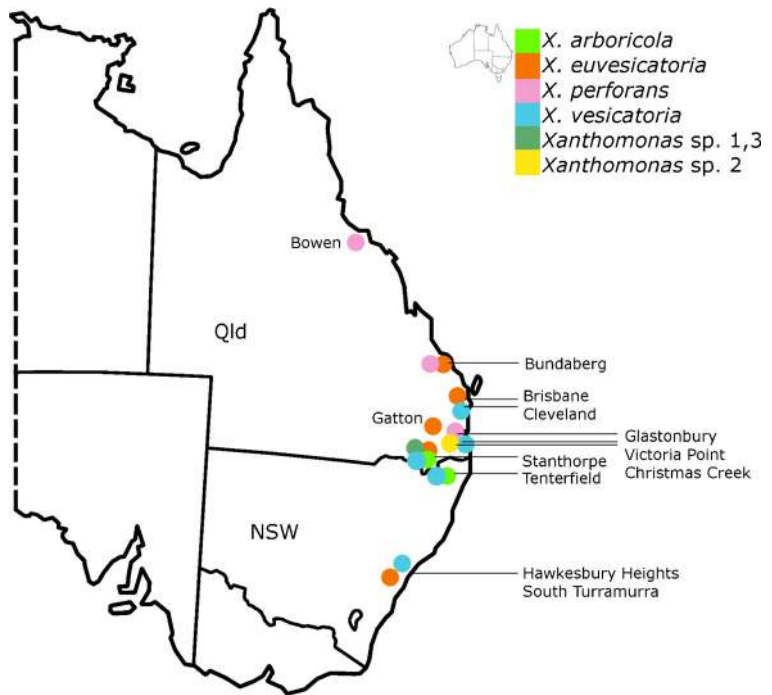 X. arboricola
X. euvesicatoria
X. perforans
X. vesicatoria
Xanthomonas sp. 1,3
Xanthomonas sp. 2
Bowen
Qld
Bundaberg
Brisbane
Cleveland
Gatton
Glastonbury
Victoria Point
Christmas Creek
Stanthorpe
Tenterfield
NSW
Hawkesbury Heights
South Turramurra